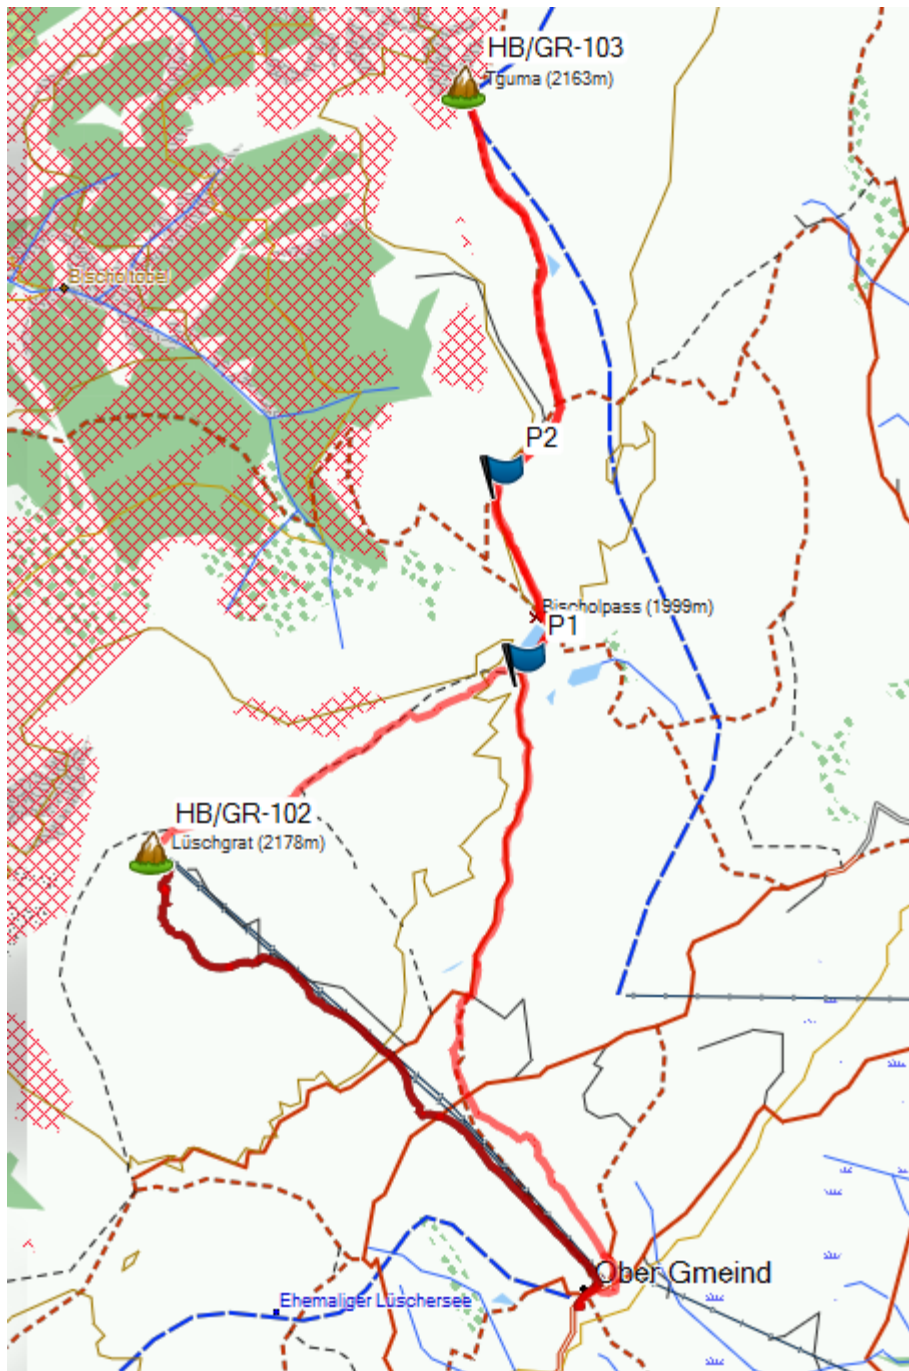 HB/GR-103
Tguma (2163m)
Bischoltobel
P2
Bischolpass (1999m)
P1
HB/GR-102
Lüschgrat (2178m)
Ober Gmeind
Ehemaliger Lüschersee